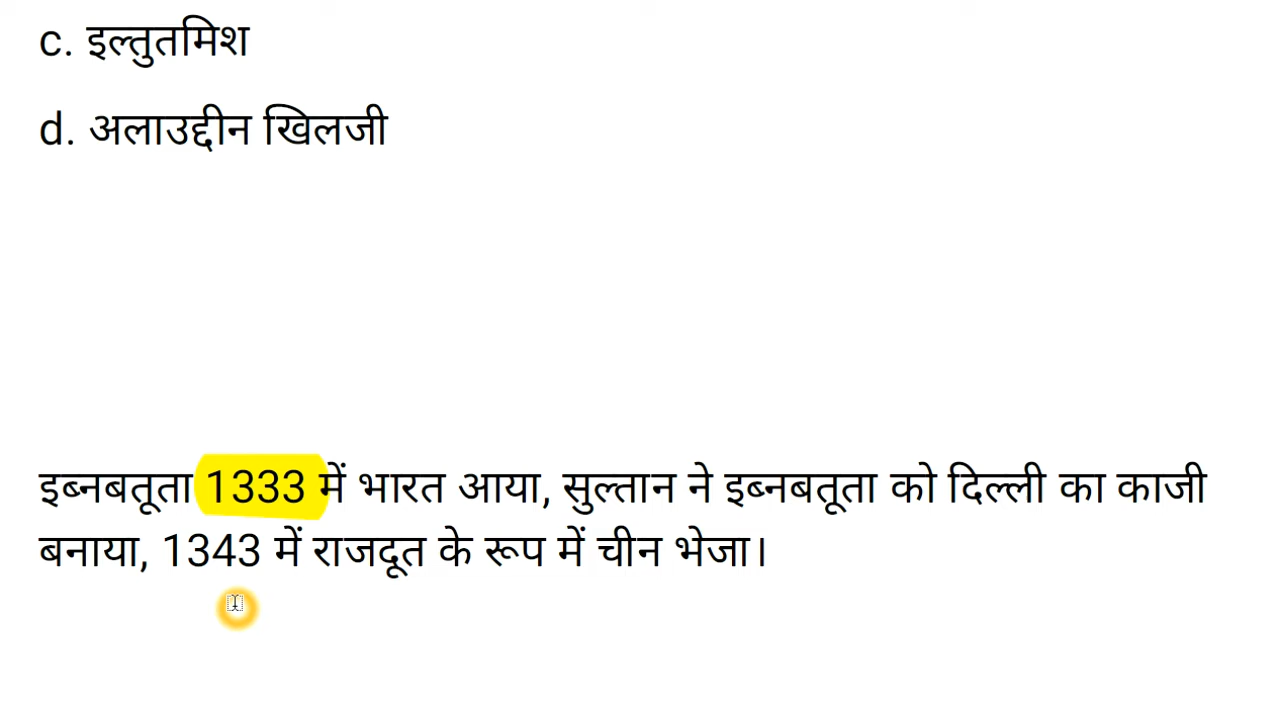 c. इल्तुतमिश
d. अलाउद्दीन खिलजी
इब्नबतूता 1333 में भारत आया, सुल्तान ने इब्नबतूता को दिल्ली का काजी
बनाया, 1343 में राजदूत के रूप में चीन भेजा।